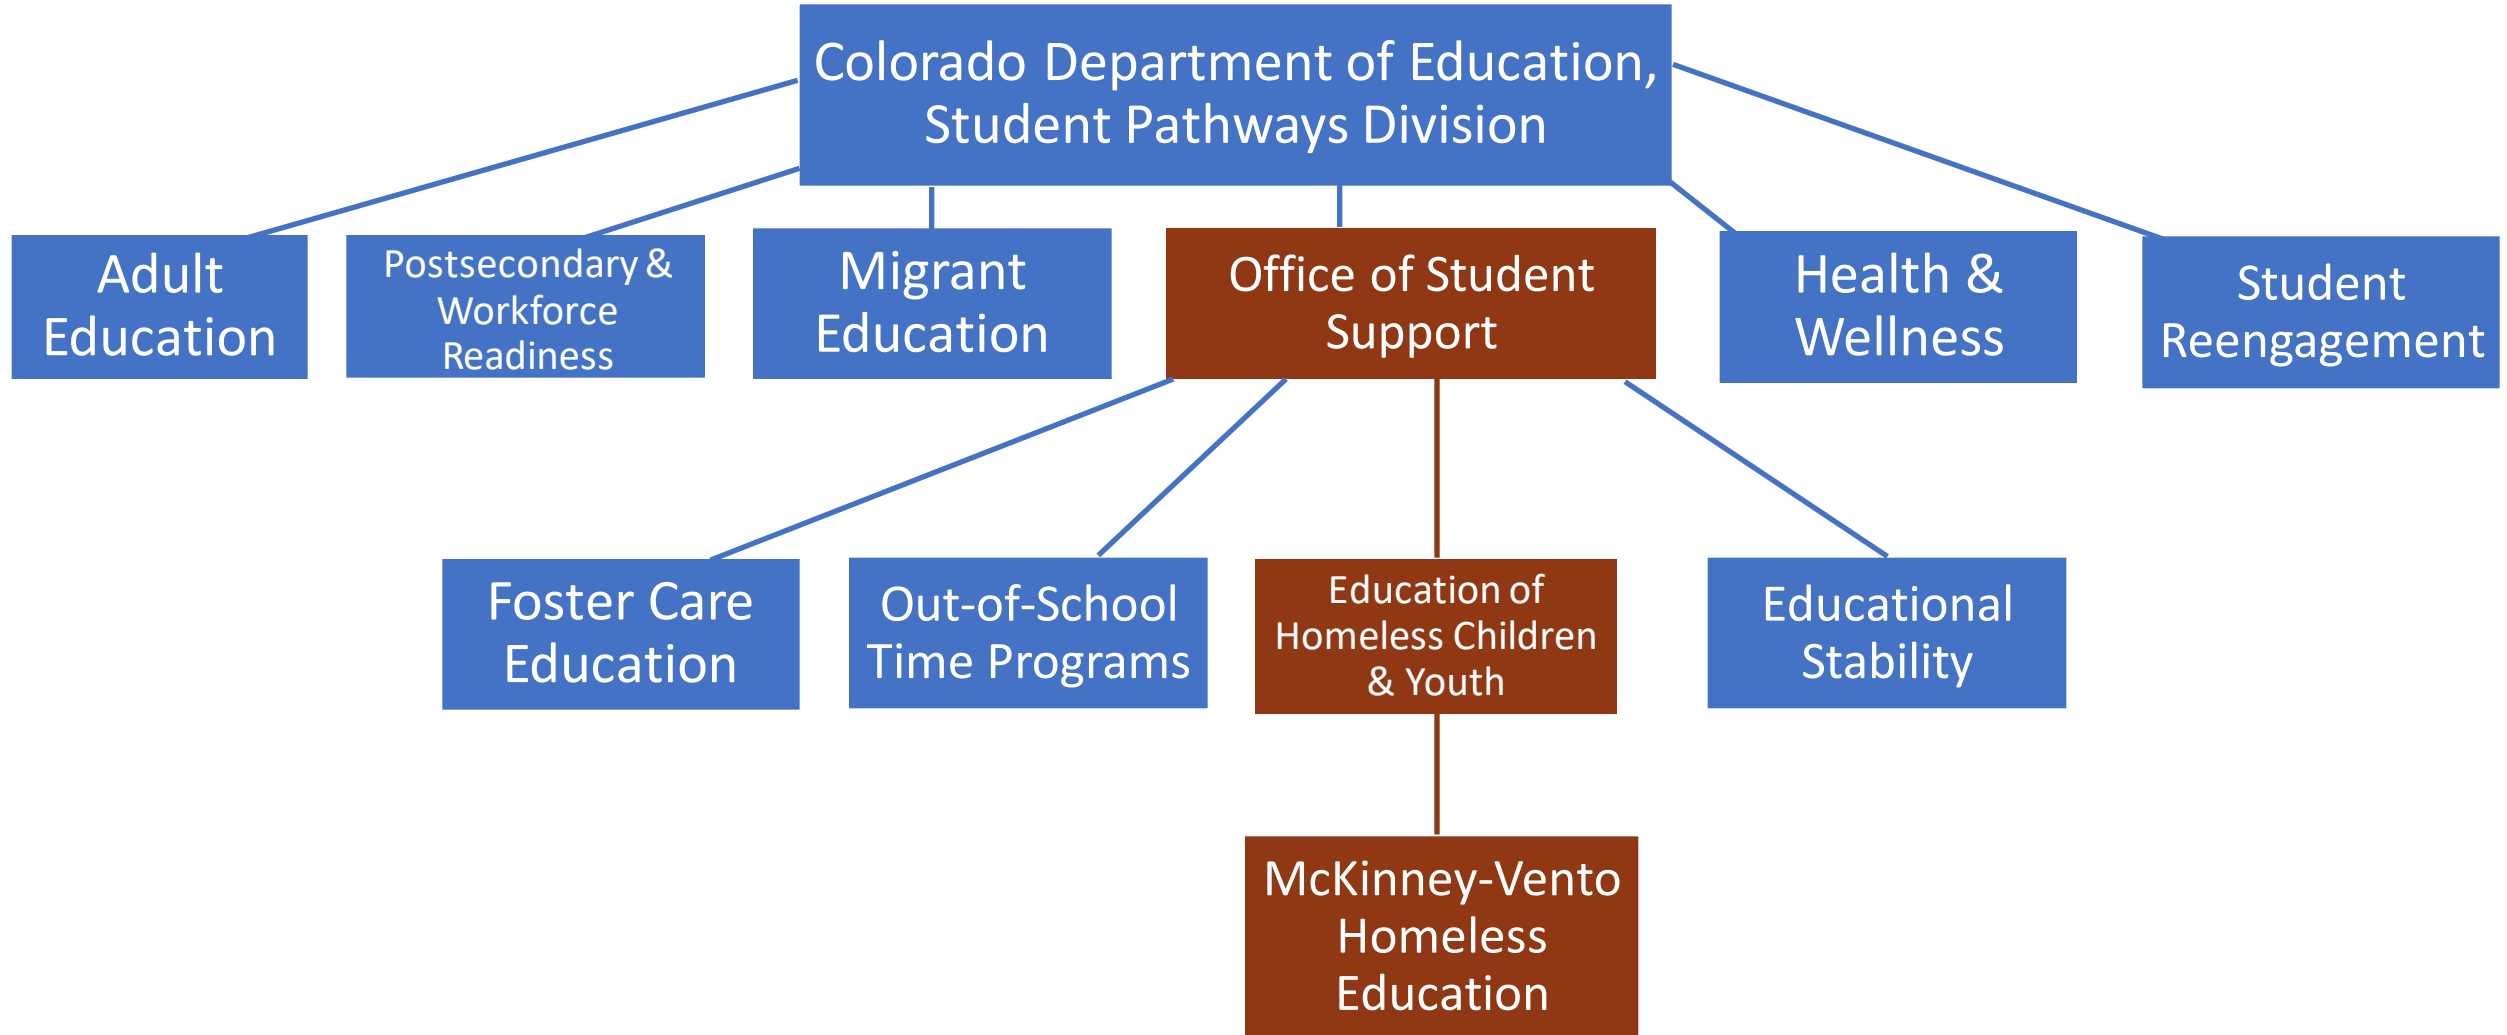 Colorado Department of Education,
Student Pathways Division
Adult
Education
Postsecondary &
Workforce
Readiness
Migrant
Education
Office of Student
Support
Health &
Wellness
Student
Reengagement
Foster Care
Education
Out-of-School
Time Programs
Education of
Homeless Children
& Youth
Educational
Stability
McKinney-Vento
Homeless
Education